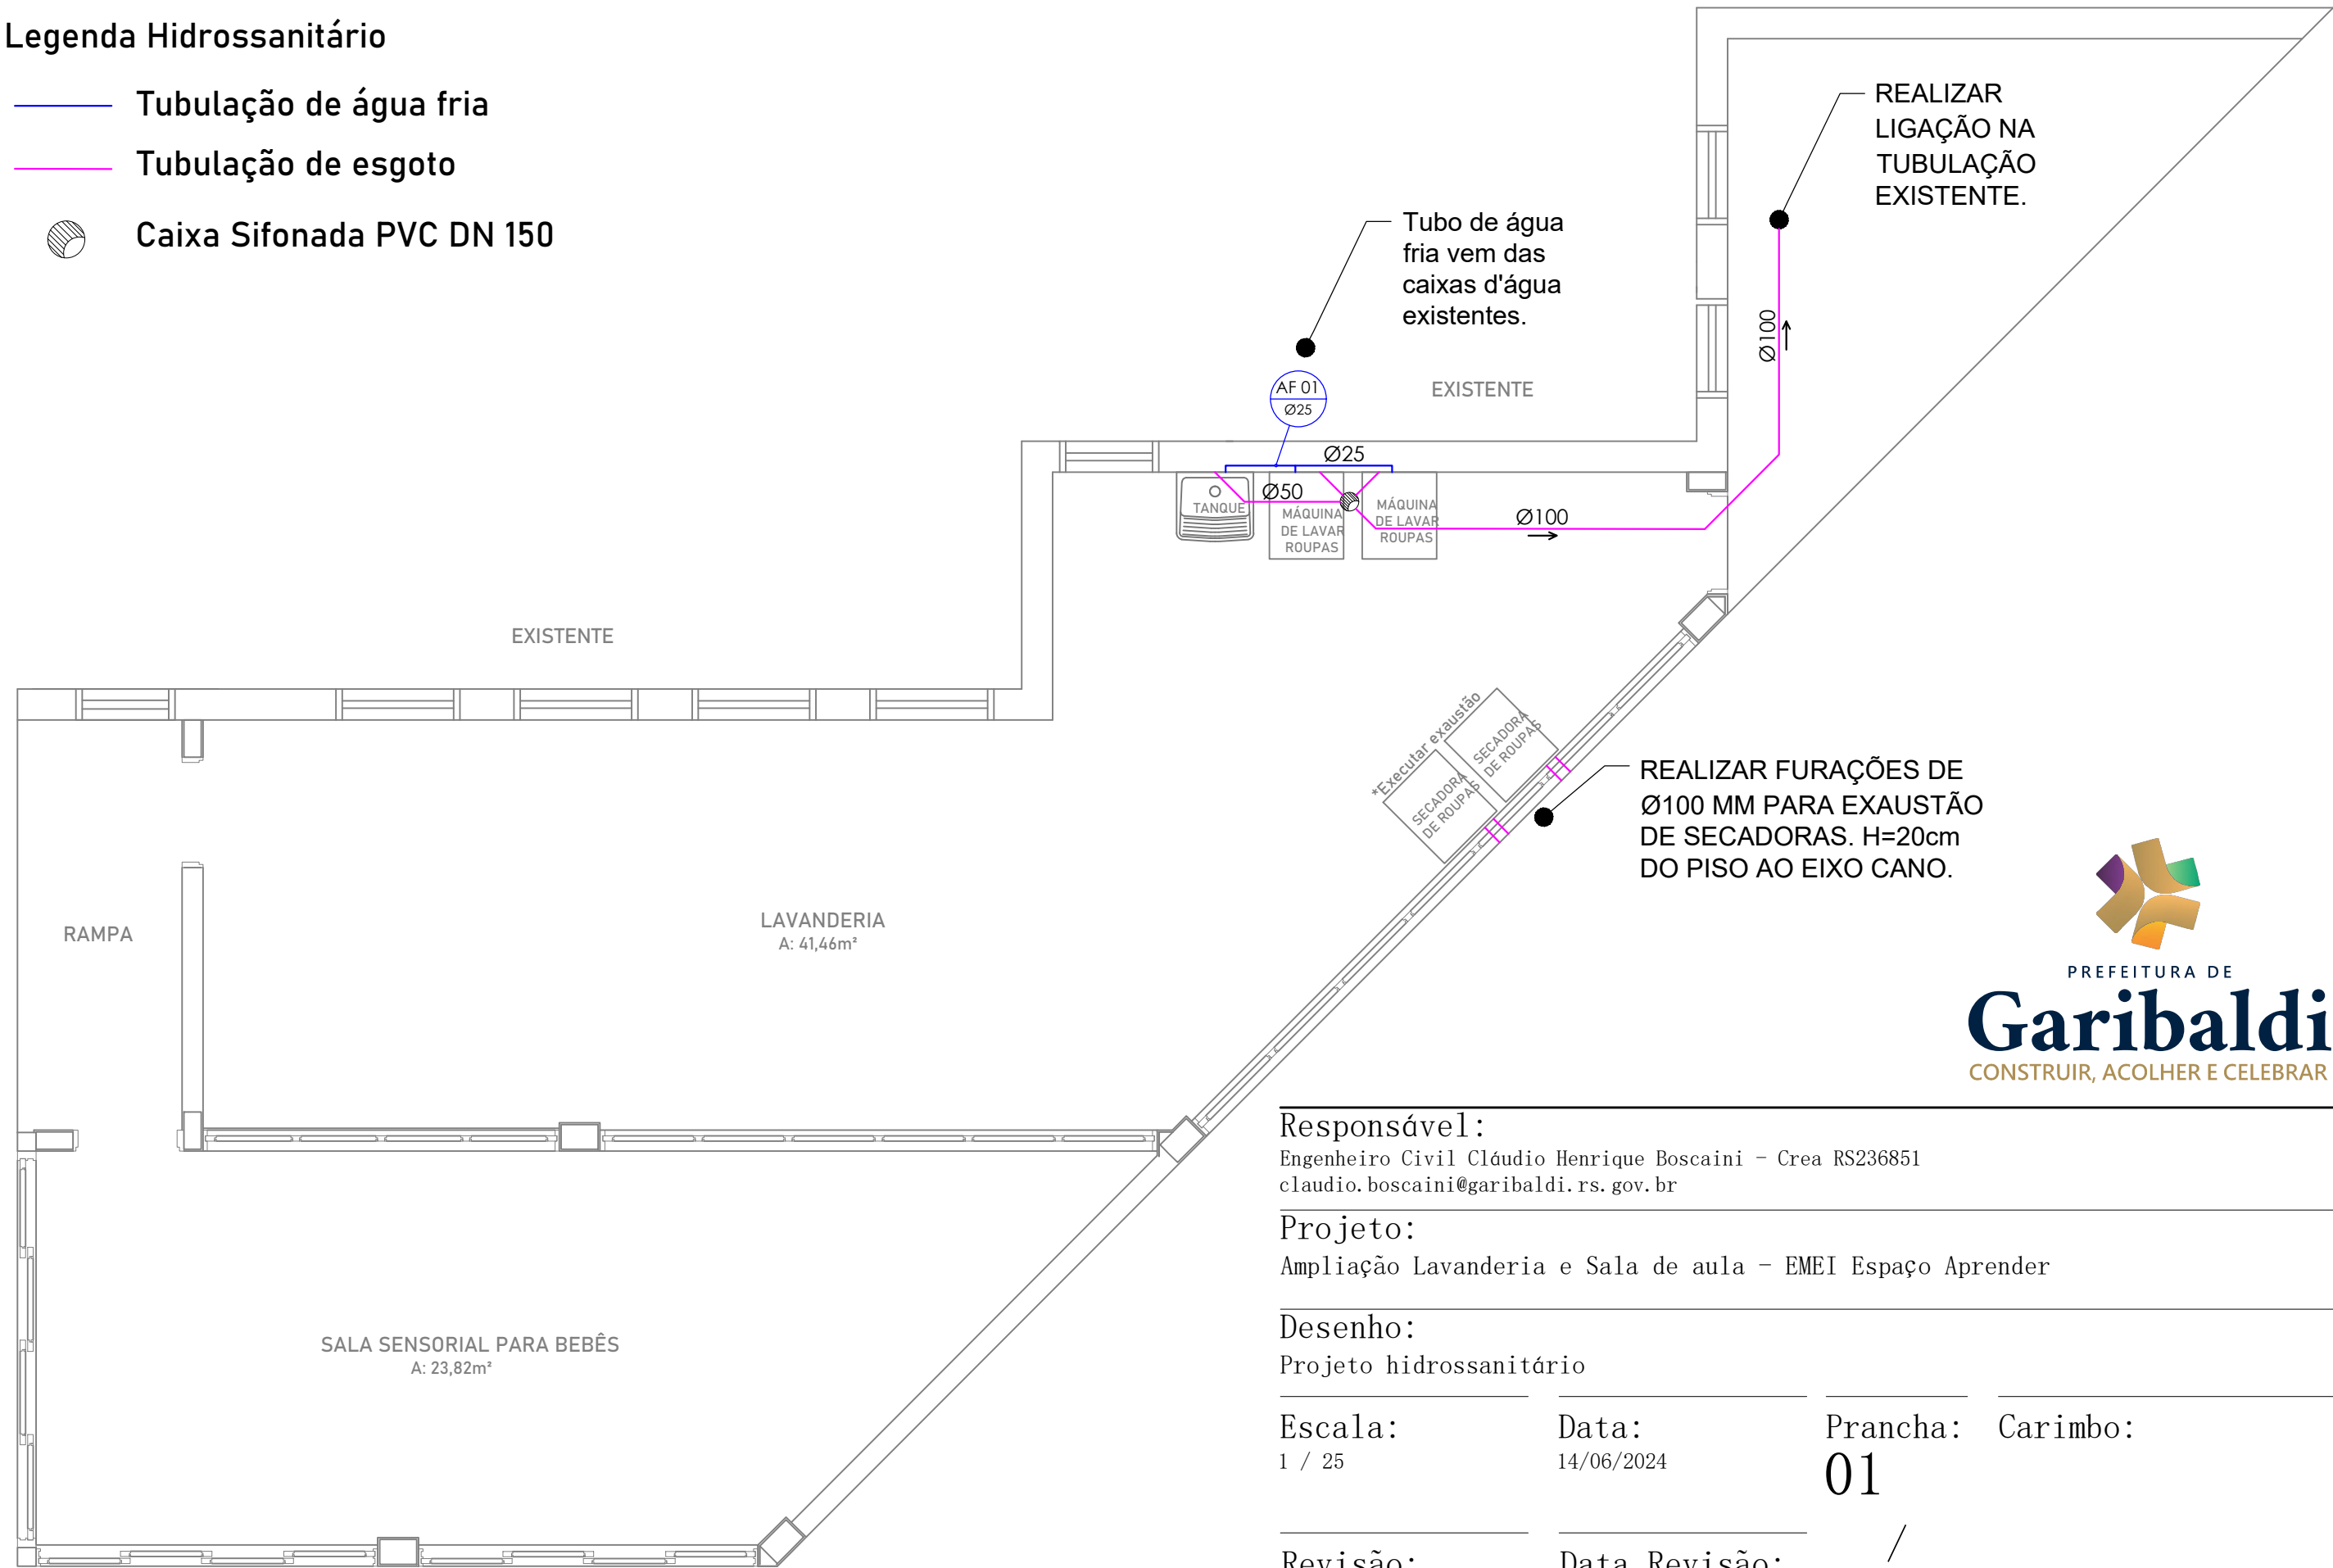 Legenda Hidrossanitário
Tubulação de água fria
Tubulação de esgoto
Caixa Sifonada PVC DN 150
REALIZAR
LIGAÇÃO NA
TUBULAÇÃO
EXISTENTE.
Tubo de água
fria vem das
caixas d'água
existentes.
AF 01
Ø25
EXISTENTE
Ø100
Ø25
Ø50
TANQUE
MÁQUINA
DE LAVAR
ROUPAS
MÁQUINA
DE LAVAR
ROUPAS
Ø100
EXISTENTE
*Executar exaustão
SECADORA
DE ROUPAS
SECADORA
DE ROUPAS
REALIZAR FURAÇÕES DE
Ø100 MM PARA EXAUSTÃO
DE SECADORAS. H=20cm
DO PISO AO EIXO CANO.
RAMPA
LAVANDERIA
A: 41,46m²
SALA SENSORIAL PARA BEBÊS
A: 23,82m²
PREFEITURA DE
Garibaldi
CONSTRUIR, ACOLHER E CELEBRAR
Responsável:
Engenheiro Civil Cláudio Henrique Boscaini - Crea RS236851
claudio.boscaini@garibaldi.rs.gov.br
Projeto:
Ampliação Lavanderia e Sala de aula - EMEI Espaço Aprender
Desenho:
Projeto hidrossanitário
Escala:
1 / 25
Data:
14/06/2024
Prancha:
01
/
Carimbo:
Revisão:
Data Revisão: